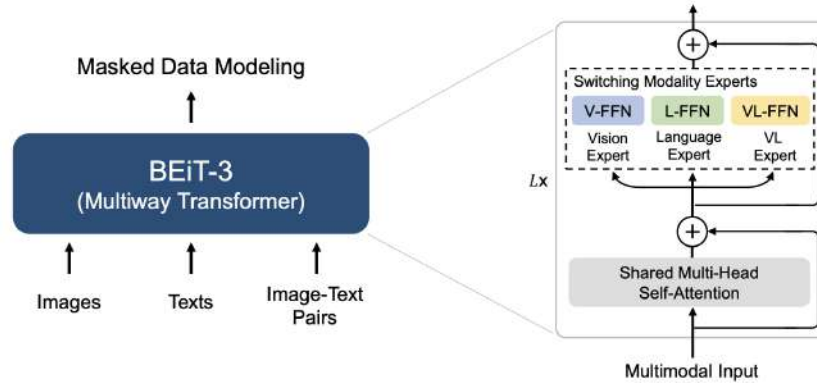 Masked Data Modeling
BEiT-3
(Multiway Transformer)
Images
Texts
Image-Text
Pairs
Switching Modality Experts
V-FFN L-FFN VL-FFN
Vision
Expert
Language
Expert
VL
Expert
L×
Shared Multi-Head
Self-Attention
Multimodal Input